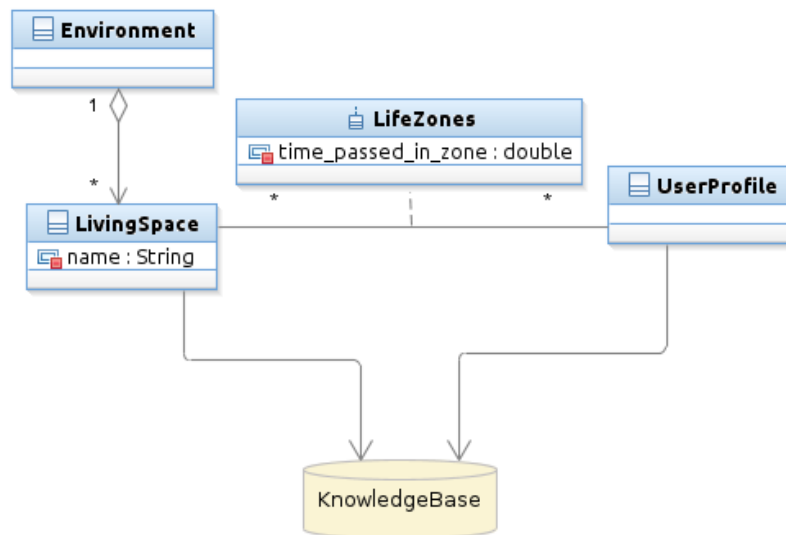 Environment
1
*
LifeZones
time_passed_in_zone : double
* *
UserProfile
LivingSpace
name : String
KnowledgeBase